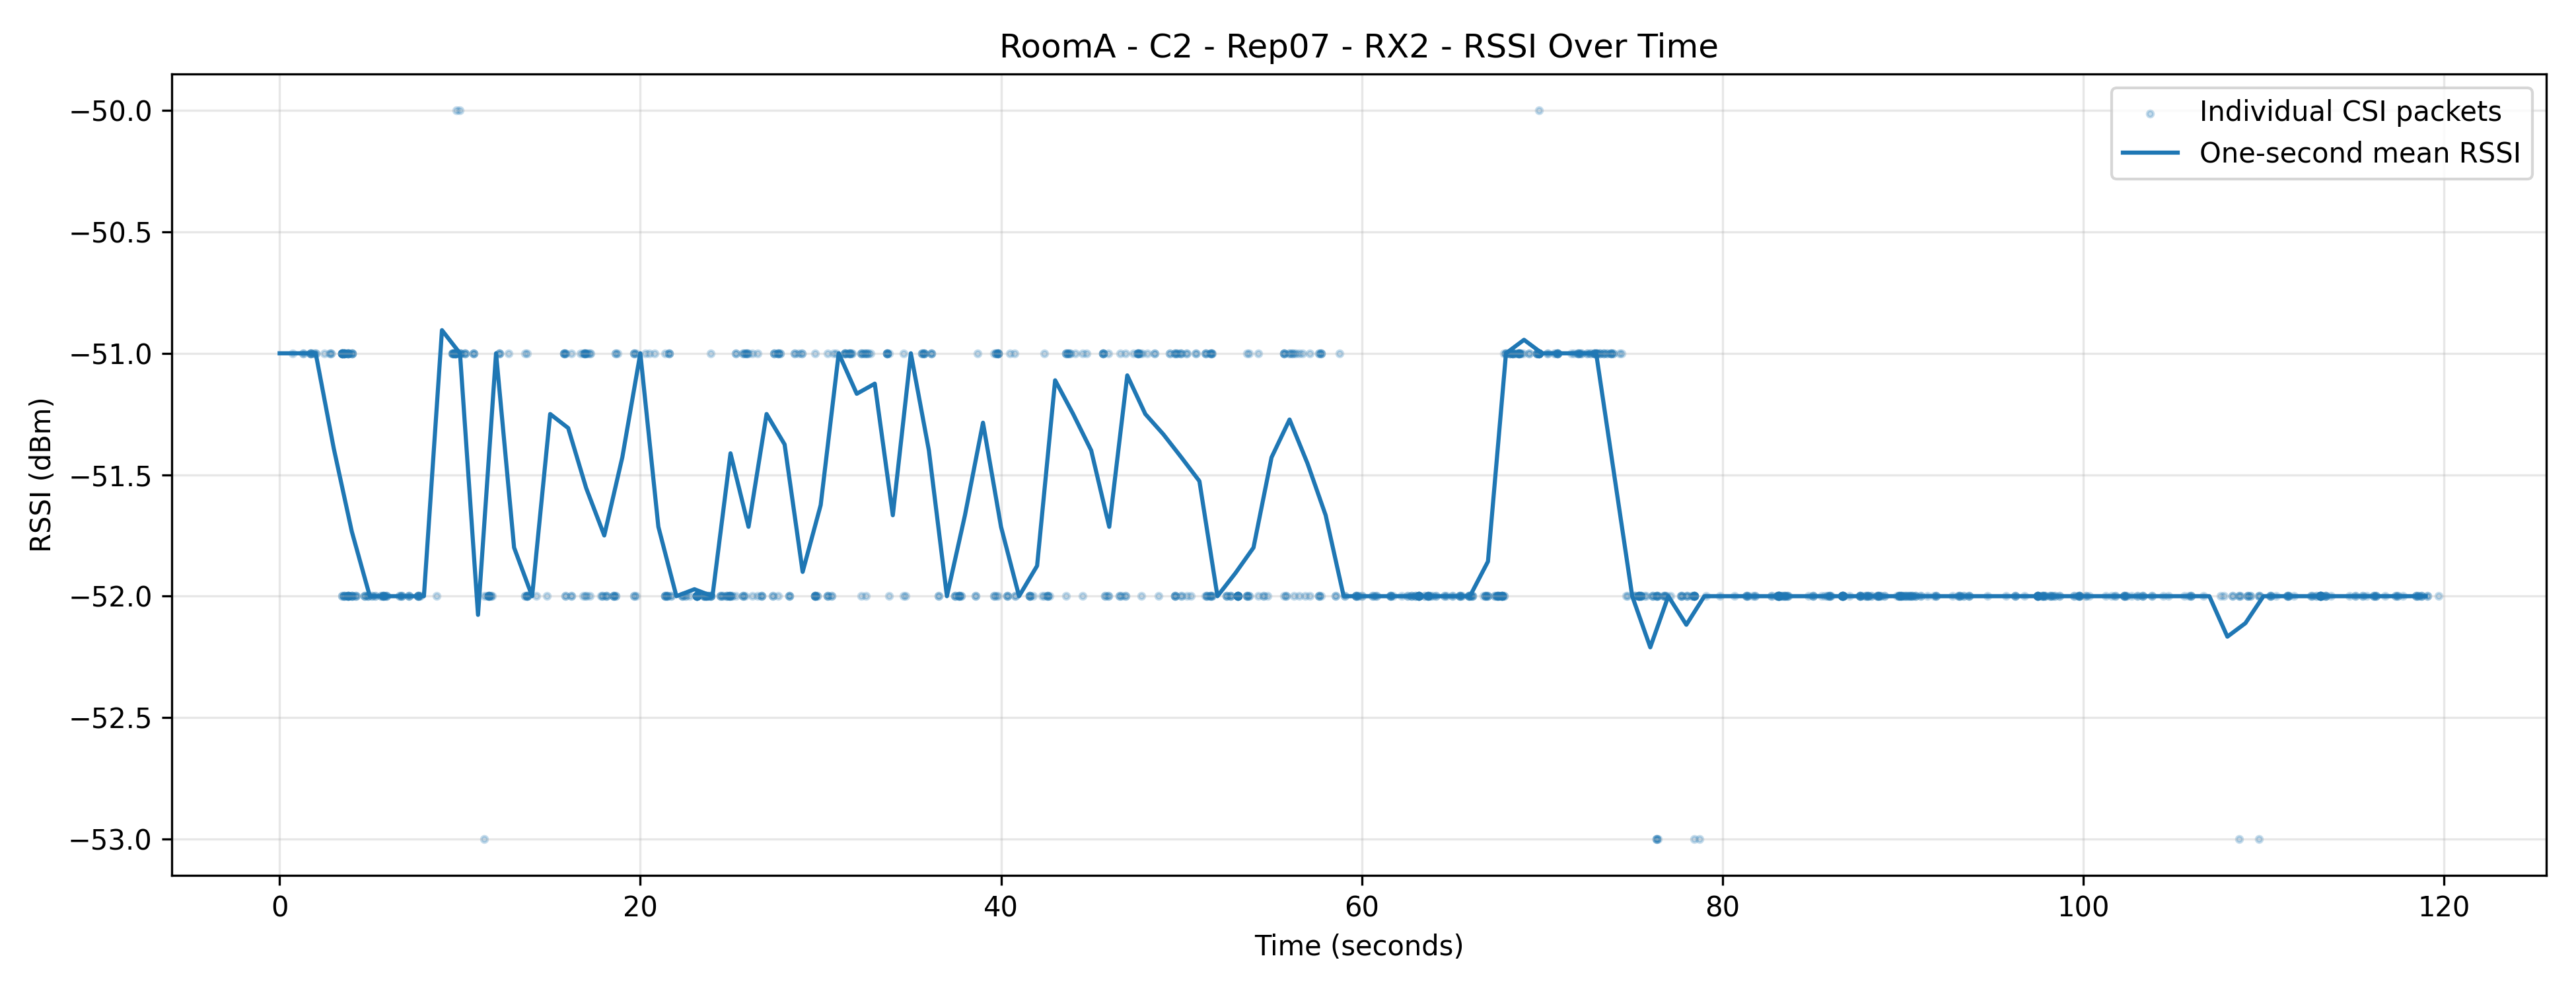 RoomA - C2 - Rep07 - RX2 - RSSI Over Time
Individual CSI packets
One-second mean RSSI
RSSI (dBm)
−50.0
−50.5
−51.0
−51.5
−52.0
−52.5
−53.0
0 20 40 60 80 100 120
Time (seconds)